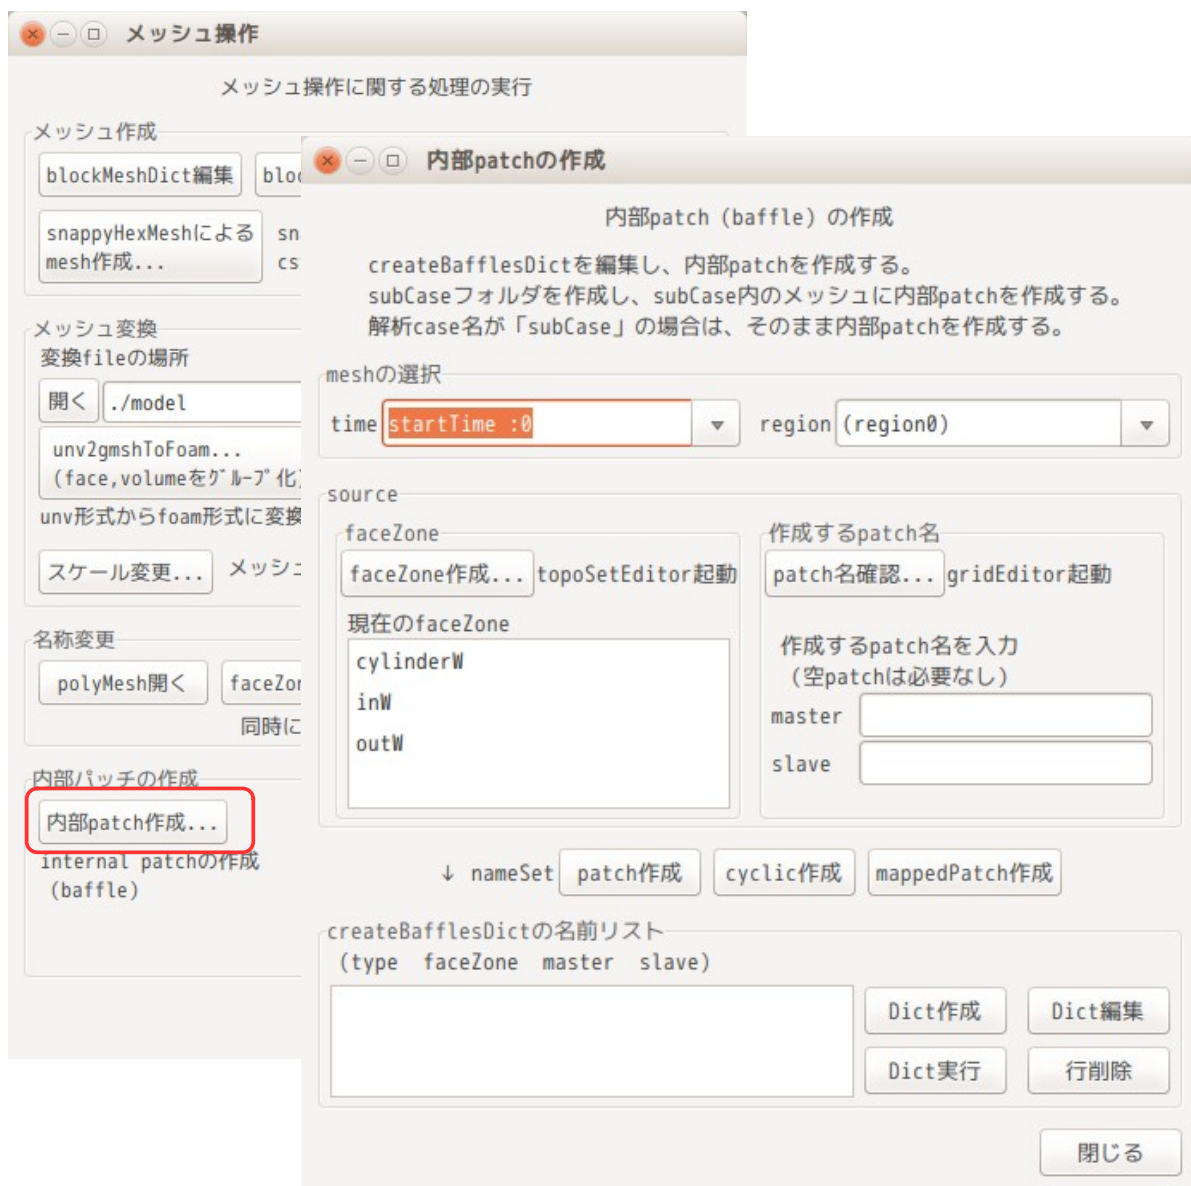 メッシュ操作
メッシュ操作に関する処理の実行
メッシュ作成
blockMeshDict編集
snappyHexMeshによる
mesh作成...
メッシュ変換
変換fileの場所
開く ./model
unv2gmshToFoam...
(face,volumeをｸﾞﾙｰﾌﾟ化)
unv形式からfoam形式に変換
スケール変更...
名称変更
polyMesh開く
同時に
内部パッチの作成
内部patch作成...
internal patchの作成
(baffle)
内部patchの作成
内部patch (baffle) の作成
createBafflesDictを編集し、内部patchを作成する。
subCaseフォルダを作成し、subCase内のメッシュに内部patchを作成する。
解析case名が「subCase」の場合は、そのまま内部patchを作成する。
meshの選択
time startTime :0 region (region0)
source
faceZone
faceZone作成... topoSetEditor起動
現在のfaceZone
cylinderW
inW
outW
作成するpatch名
patch名確認... gridEditor起動
作成するpatch名を入力
(空patchは必要なし)
master
slave
↓ nameSet patch作成 cyclic作成 mappedPatch作成
createBafflesDictの名前リスト
(type faceZone master slave)
Dict作成 Dict編集
Dict実行 行削除
閉じる